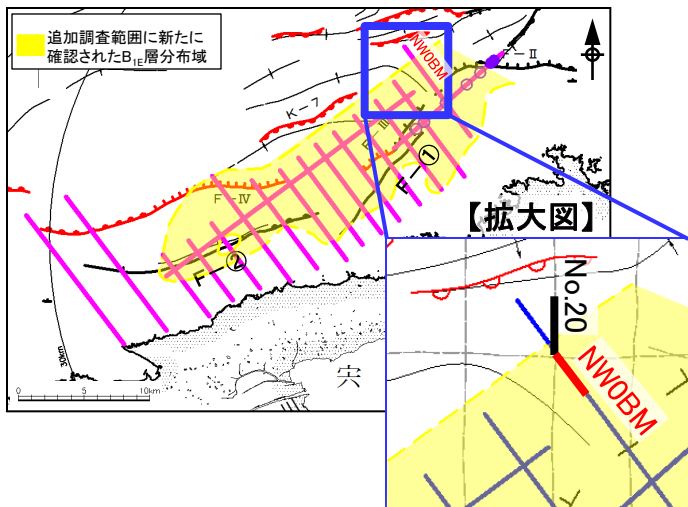 追加調査範囲に新たに
確認されたB1E層分布域
NW0BM
F-Ⅱ
K-7
F-Ⅲ
F-①
F-Ⅳ
F-②
【拡大図】
No.20
NW0BM
30km
0 5 10km
宍